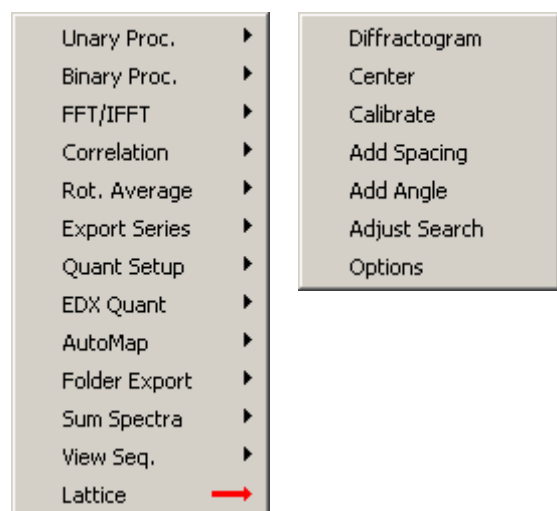 Unary Proc.
Binary Proc.
FFT/IFFT
Correlation
Rot. Average
Export Series
Quant Setup
EDX Quant
AutoMap
Folder Export
Sum Spectra
View Seq.
Lattice
Diffractogram
Center
Calibrate
Add Spacing
Add Angle
Adjust Search
Options